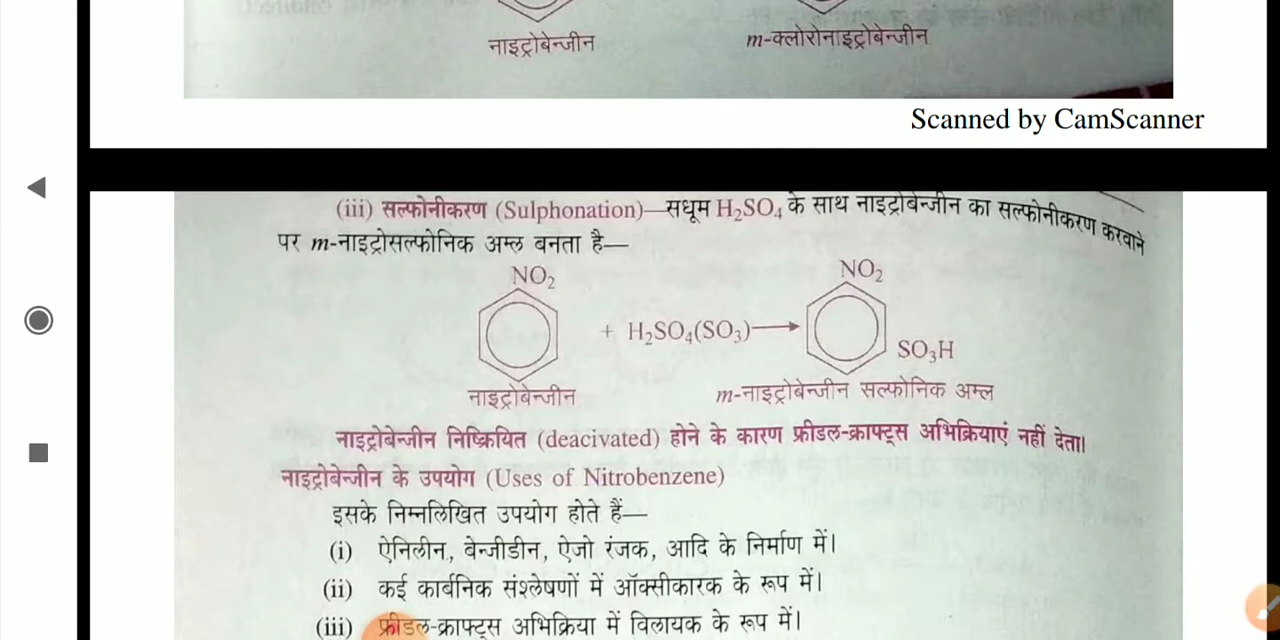 नाइट्रोबेन्जीन m-क्लोरोनाइट्रोबेन्जीन
Scanned by CamScanner
(iii) सल्फोनीकरण (Sulphonation)—सधूम H₂SO₄ के साथ नाइट्रोबेन्जीन का सल्फोनीकरण करवाने
पर m-नाइट्रोसल्फोनिक अम्ल बनता है—
NO₂ NO₂
+ H₂SO₄(SO₃)⟶
SO₃H
नाइट्रोबेन्जीन m-नाइट्रोबेन्जीन सल्फोनिक अम्ल
नाइट्रोबेन्जीन निष्क्रियित (deacivated) होने के कारण फ्रीडल-क्राफ्ट्स अभिक्रियाएं नहीं देता।
नाइट्रोबेन्जीन के उपयोग (Uses of Nitrobenzene)
इसके निम्नलिखित उपयोग होते हैं—
(i) ऐनिलीन, बेन्जीडीन, ऐजो रंजक, आदि के निर्माण में।
(ii) कई कार्बनिक संश्लेषणों में ऑक्सीकारक के रूप में।
(iii) फ्रीडल-क्राफ्ट्स अभिक्रिया में विलायक के रूप में।